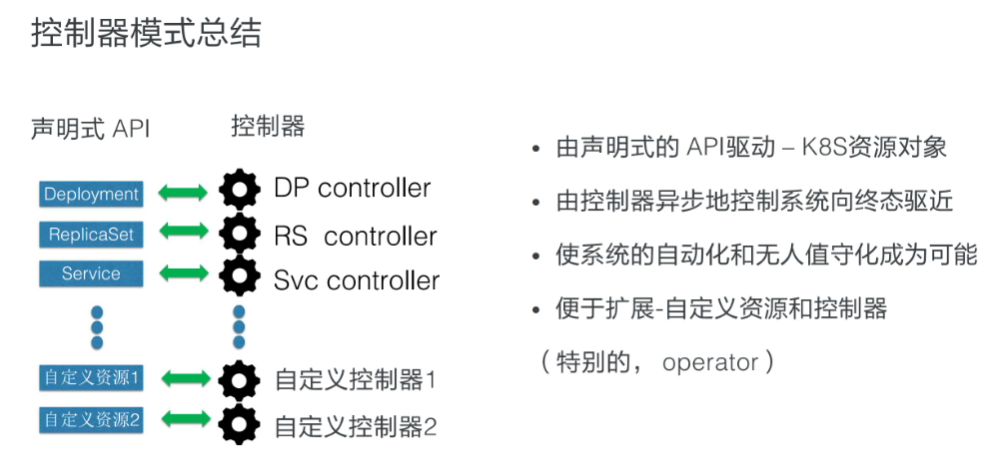 控制器模式总结
声明式 API
控制器
Deployment
DP controller
ReplicaSet
RS controller
Service
Svc controller
自定义资源1
自定义控制器1
自定义资源2
自定义控制器2
• 由声明式的 API驱动 – K8S资源对象
• 由控制器异步地控制系统向终态驱近
• 使系统的自动化和无人值守化成为可能
• 便于扩展-自定义资源和控制器
（特别的， operator）